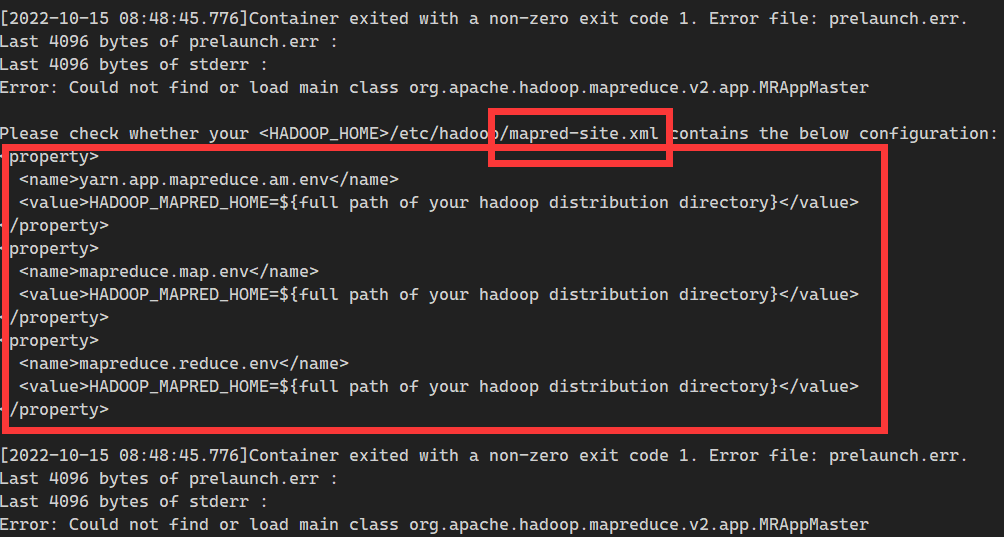 [2022-10-15 08:48:45.776]Container exited with a non-zero exit code 1. Error file: prelaunch.err.
Last 4096 bytes of prelaunch.err :
Last 4096 bytes of stderr :
Error: Could not find or load main class org.apache.hadoop.mapreduce.v2.app.MRAppMaster
Please check whether your <HADOOP_HOME>/etc/hadoop/mapred-site.xml contains the below configuration:
<property>
<name>yarn.app.mapreduce.am.env</name>
<value>HADOOP_MAPRED_HOME=${full path of your hadoop distribution directory}</value>
</property>
<property>
<name>mapreduce.map.env</name>
<value>HADOOP_MAPRED_HOME=${full path of your hadoop distribution directory}</value>
</property>
<property>
<name>mapreduce.reduce.env</name>
<value>HADOOP_MAPRED_HOME=${full path of your hadoop distribution directory}</value>
</property>
[2022-10-15 08:48:45.776]Container exited with a non-zero exit code 1. Error file: prelaunch.err.
Last 4096 bytes of prelaunch.err :
Last 4096 bytes of stderr :
Error: Could not find or load main class org.apache.hadoop.mapreduce.v2.app.MRAppMaster